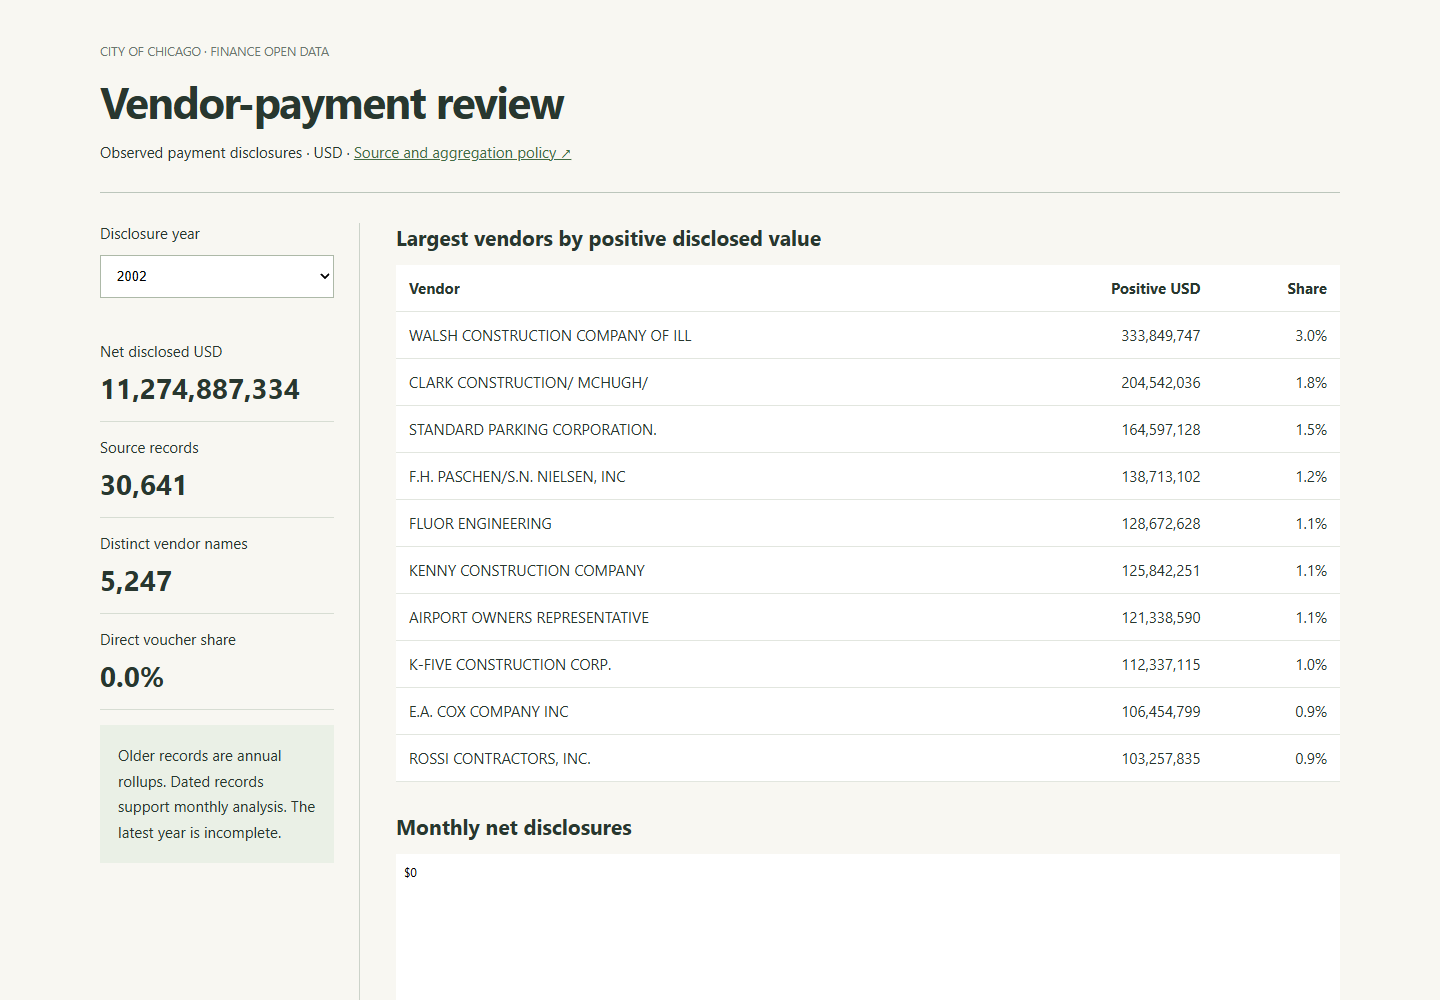 CITY OF CHICAGO · FINANCE OPEN DATA
Vendor-payment review
Observed payment disclosures · USD · Source and aggregation policy ↗
Disclosure year
2002
Net disclosed USD
11,274,887,334
Source records
30,641
Distinct vendor names
5,247
Direct voucher share
0.0%
Older records are annual
rollups. Dated records
support monthly analysis. The
latest year is incomplete.
Largest vendors by positive disclosed value
Vendor Positive USD Share
WALSH CONSTRUCTION COMPANY OF ILL 333,849,747 3.0%
CLARK CONSTRUCTION/ MCHUGH/ 204,542,036 1.8%
STANDARD PARKING CORPORATION. 164,597,128 1.5%
F.H. PASCHEN/S.N. NIELSEN, INC 138,713,102 1.2%
FLUOR ENGINEERING 128,672,628 1.1%
KENNY CONSTRUCTION COMPANY 125,842,251 1.1%
AIRPORT OWNERS REPRESENTATIVE 121,338,590 1.1%
K-FIVE CONSTRUCTION CORP. 112,337,115 1.0%
E.A. COX COMPANY INC 106,454,799 0.9%
ROSSI CONTRACTORS, INC. 103,257,835 0.9%
Monthly net disclosures
$0